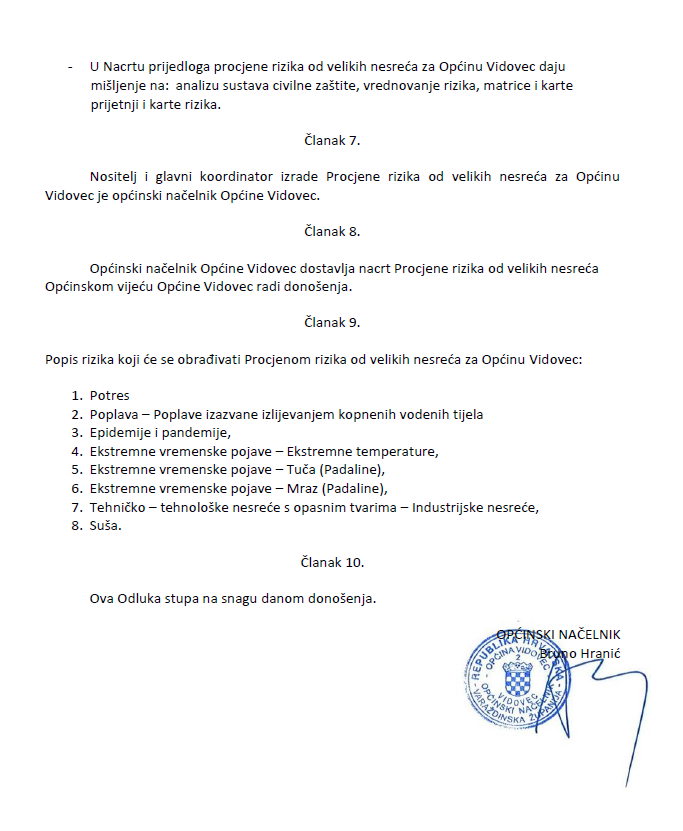 - U Nacrtu prijedloga procjene rizika od velikih nesreća za Općinu Vidovec daju
mišljenje na: analizu sustava civilne zaštite, vrednovanje rizika, matrice i karte
prijetnji i karte rizika.
Članak 7.
Nositelj i glavni koordinator izrade Procjene rizika od velikih nesreća za Općinu
Vidovec je općinski načelnik Općine Vidovec.
Članak 8.
Općinski načelnik Općine Vidovec dostavlja nacrt Procjene rizika od velikih nesreća
Općinskom vijeću Općine Vidovec radi donošenja.
Članak 9.
Popis rizika koji će se obrađivati Procjenom rizika od velikih nesreća za Općinu Vidovec:
1. Potres
2. Poplava – Poplave izazvane izlijevanjem kopnenih vodenih tijela
3. Epidemije i pandemije,
4. Ekstremne vremenske pojave – Ekstremne temperature,
5. Ekstremne vremenske pojave – Tuča (Padaline),
6. Ekstremne vremenske pojave – Mraz (Padaline),
7. Tehničko – tehnološke nesreće s opasnim tvarima – Industrijske nesreće,
8. Suša.
Članak 10.
Ova Odluka stupa na snagu danom donošenja.
OPĆINSKI NAČELNIK
Bruno Hranić
REPUBLIKA HRVATSKA
VARAŽDINSKA ŽUPANIJA
OPĆINA VIDOVEC
2
OPĆINSKI NAČELNIK
VIDOVEC